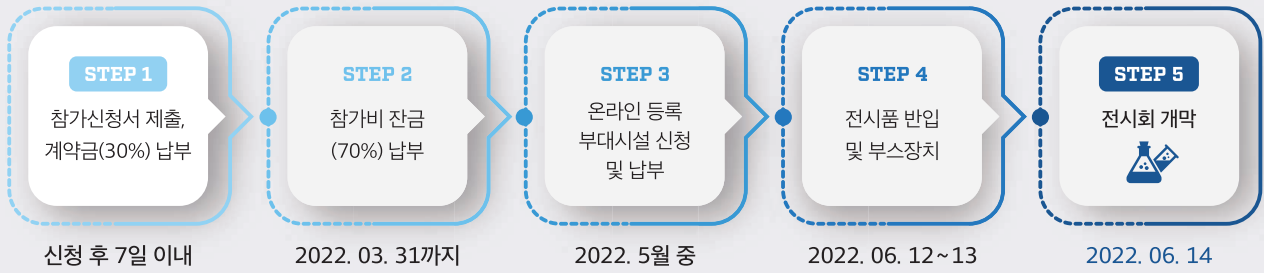 STEP 1
참가신청서 제출,
계약금(30%) 납부
신청 후 7일 이내
STEP 2
참가비 잔금
(70%) 납부
2022. 03. 31까지
STEP 3
온라인 등록
부대시설 신청
및 납부
2022. 5월 중
STEP 4
전시품 반입
및 부스장치
2022. 06. 12~13
STEP 5
전시회 개막
2022. 06. 14